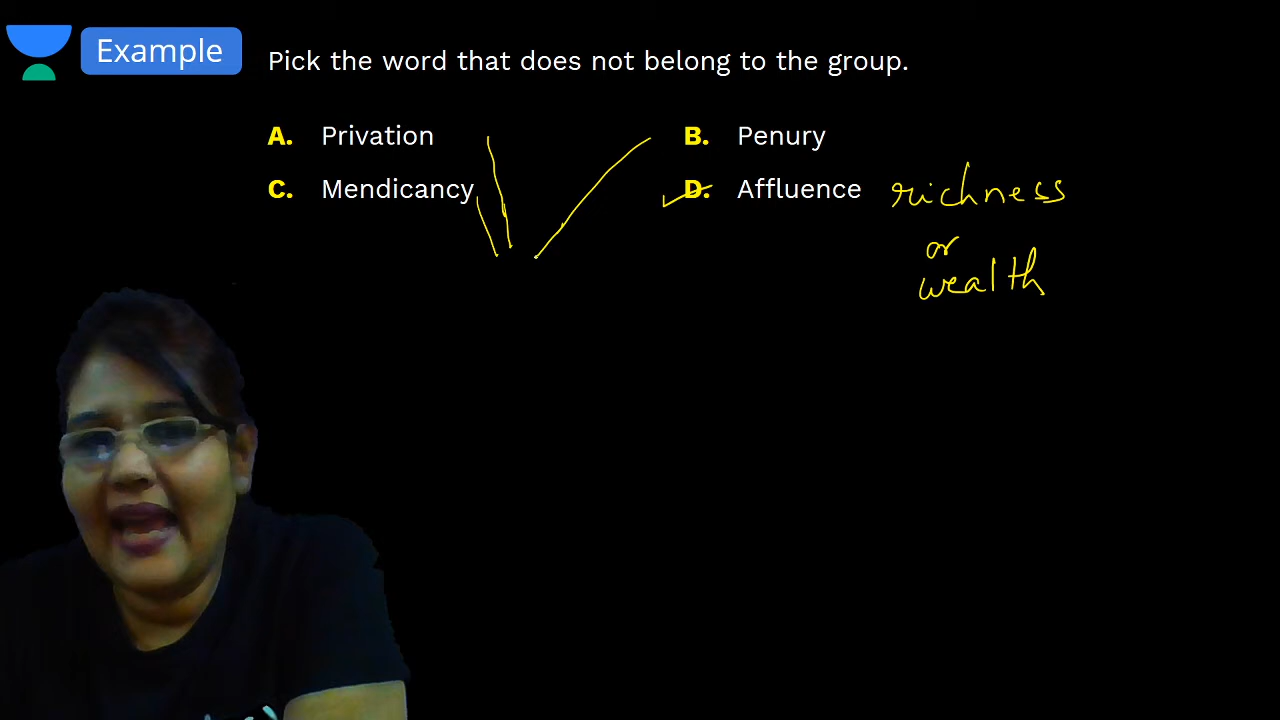 Example
Pick the word that does not belong to the group.
A. Privation B. Penury
C. Mendicancy D. Affluence richness
or
wealth